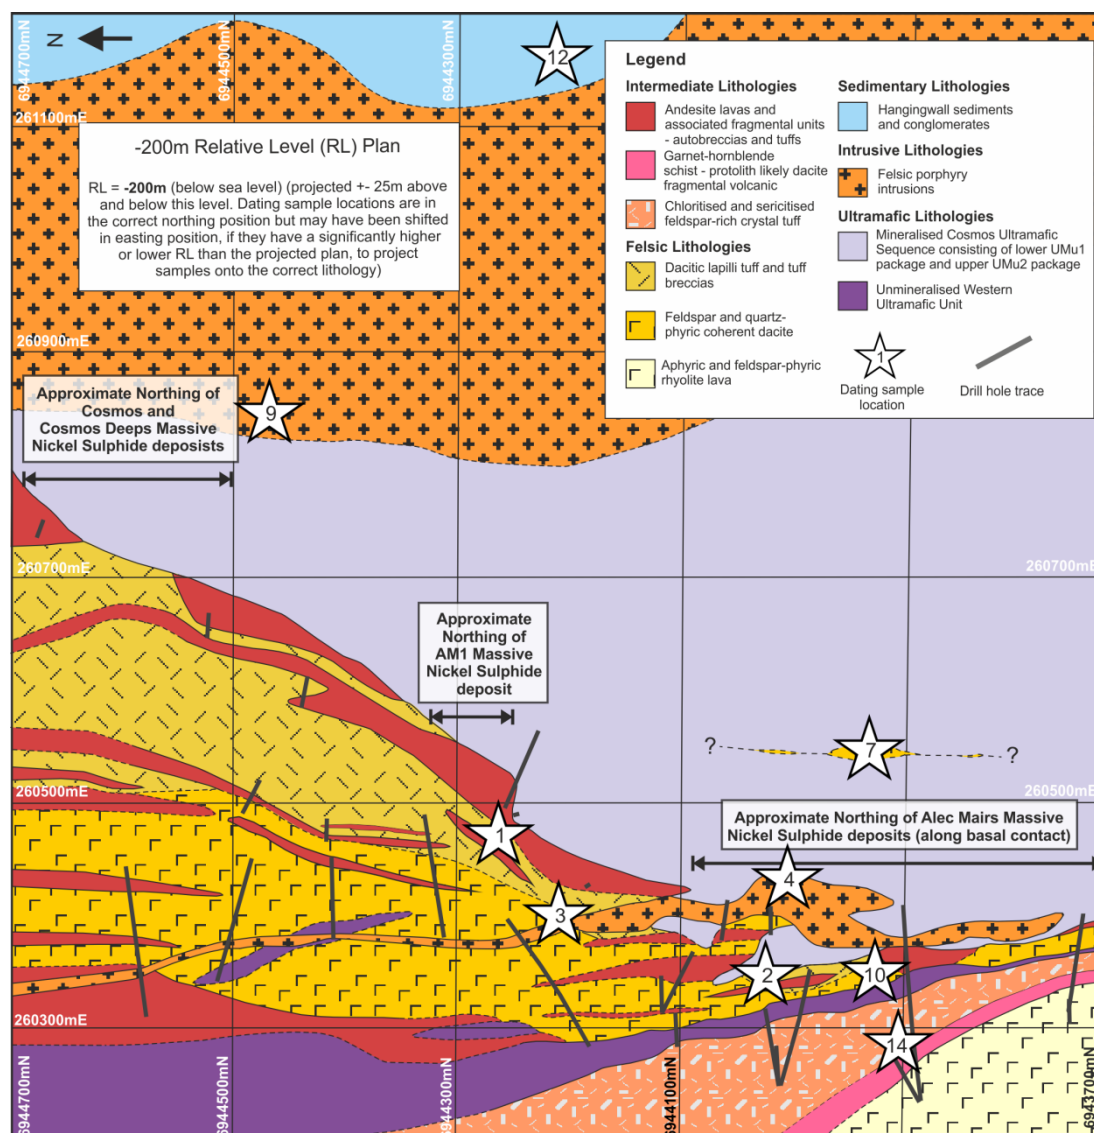 N
6944700mN
6944500mN
6944300mN
12
261100mE
-200m Relative Level (RL) Plan
RL = -200m (below sea level) (projected +- 25m above
and below this level. Dating sample locations are in
the correct northing position but may have been shifted
in easting position, if they have a significantly higher
or lower RL than the projected plan, to project
samples onto the correct lithology)
Legend
Intermediate Lithologies
Andesite lavas and
associated fragmental units
- autobreccias and tuffs
Garnet-hornblende
schist - protolith likely dacite
fragmental volcanic
Chloritised and sericitised
feldspar-rich crystal tuff
Felsic Lithologies
Dacitic lapilli tuff and tuff
breccias
Feldspar and quartz-
phyric coherent dacite
Aphyric and feldspar-phyric
rhyolite lava
Sedimentary Lithologies
Hangingwall sediments
and conglomerates
Intrusive Lithologies
Felsic porphyry
intrusions
Ultramafic Lithologies
Mineralised Cosmos Ultramafic
Sequence consisting of lower UMu1
package and upper UMu2 package
Unmineralised Western
Ultramafic Unit
1
Dating sample
location
Drill hole trace
260900mE
Approximate Northing of
Cosmos and
Cosmos Deeps Massive
Nickel Sulphide deposists
9
260700mE
260700mE
Approximate
Northing of
AM1 Massive
Nickel Sulphide
deposit
?
7
?
260500mE
260500mE
Approximate Northing of Alec Mairs Massive
Nickel Sulphide deposits (along basal contact)
1
4
3
2
10
260300mE
14
6944700mN
6944500mN
6944300mN
6944100mN
6943700mN